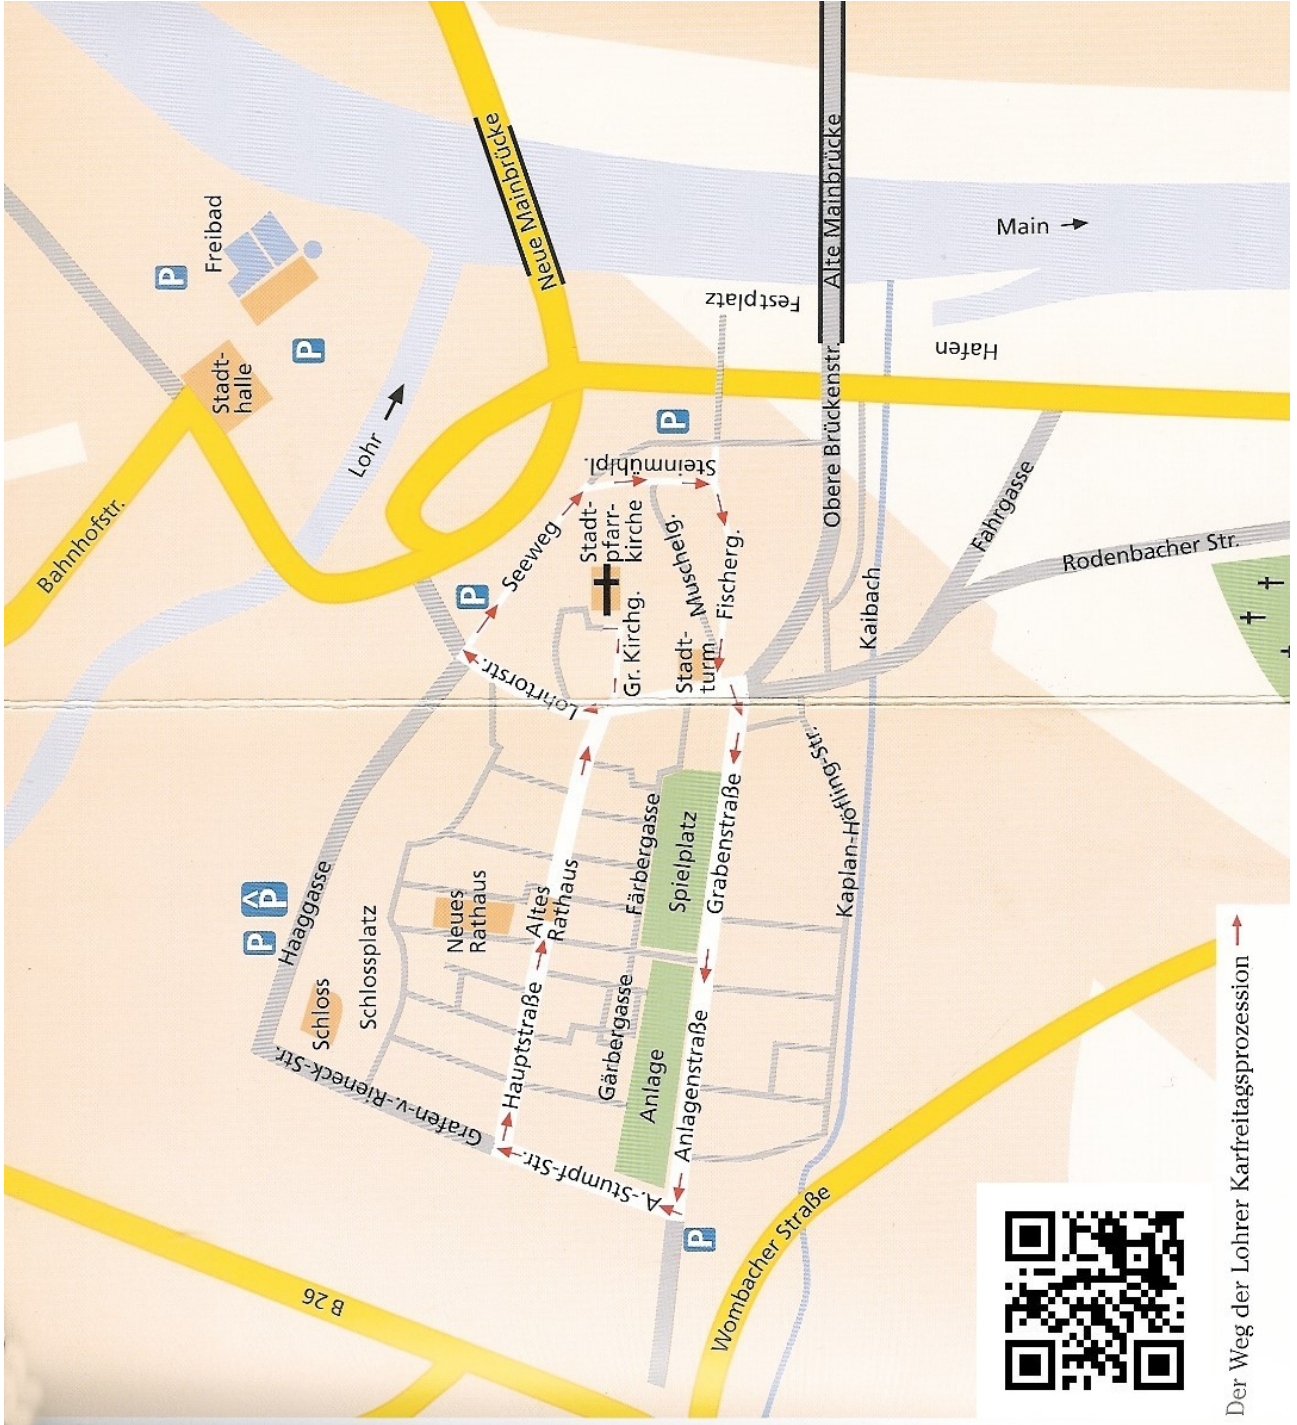 Neue Mainbrücke
Alte Mainbrücke
Main
Freibad
P
P
Stadt-
halle
Festplatz
Hafen
Lohr
Bahnhofstr.
Obere Brückenstr.
P
Steinmühlpl.
Seeweg
Stadt-
pfarr-
kirche
Fahrgasse
Rodenbacher Str.
P
Muschelg.
Fischerg.
Kaibach
Gr. Kirchg.
Stadt-
turm
Lohrtorstr.
Kaplan-Höfling-Str.
Färbergasse
Spielplatz
Grabenstraße
Haaggasse
P
P
Schlossplatz
Neues
Rathaus
Altes
Rathaus
Schloss
Hauptstraße
Gärbergasse
Anlage
Anlagenstraße
Grafen-v.-Rieneck-Str.
A.-Stumpf-Str.
P
Wombacher Straße
B 26
Der Weg der Lohrer Karfreitagsprozession